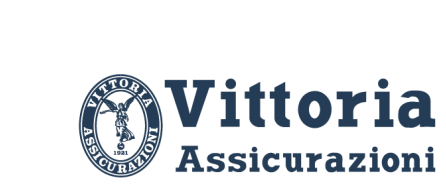 VITTORIA
ASSICURAZIONI
1921
Vittoria
Assicurazioni